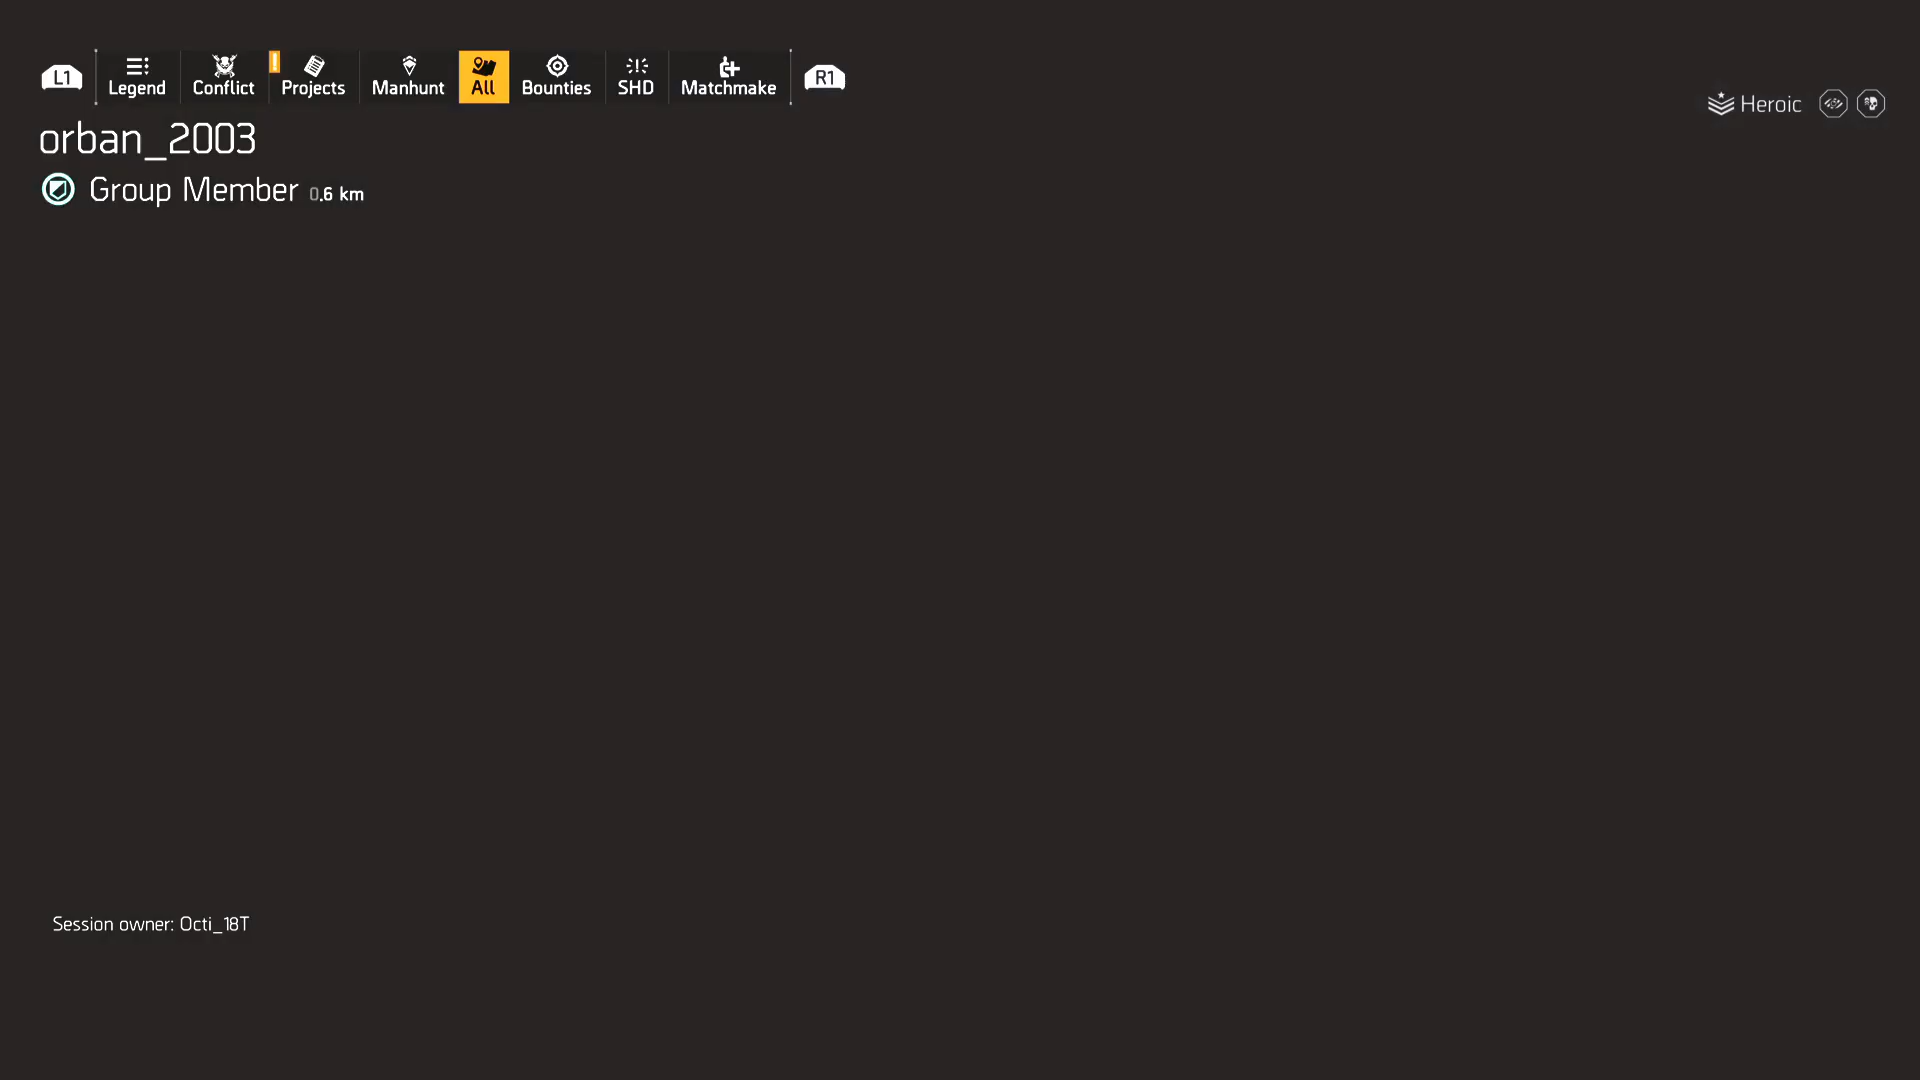 L1 Legend Conflict ! Projects Manhunt All Bounties SHD Matchmake R1
Heroic
orban_2003
Group Member 0.6 km
Session owner: Octi_18T